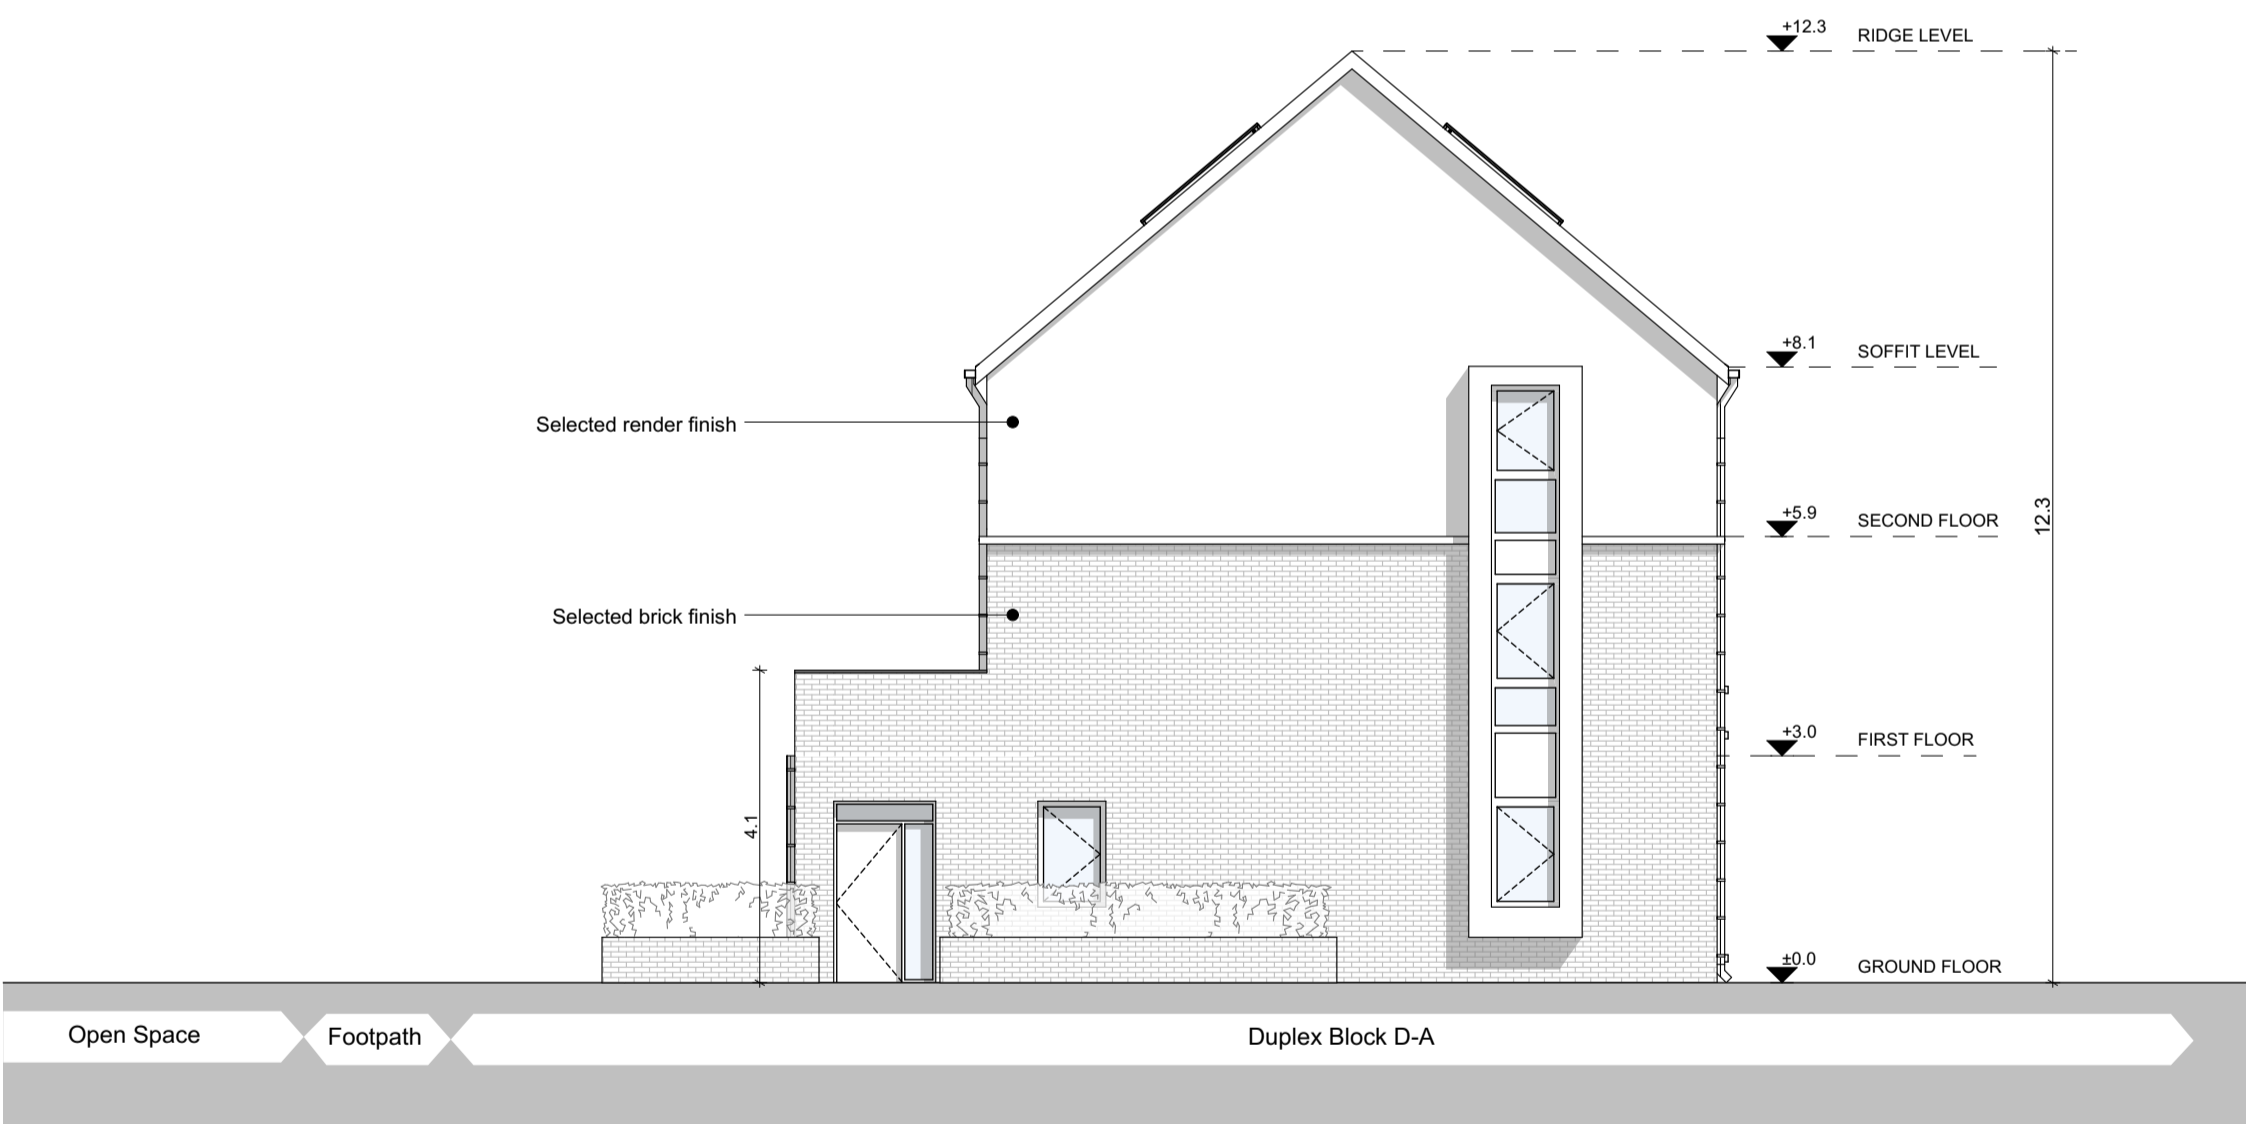 +12.3 RIDGE LEVEL
+8.1 SOFFIT LEVEL
Selected render finish
+5.9 SECOND FLOOR
12.3
Selected brick finish
+3.0 FIRST FLOOR
4.1
±0.0 GROUND FLOOR
Open Space Footpath Duplex Block D-A